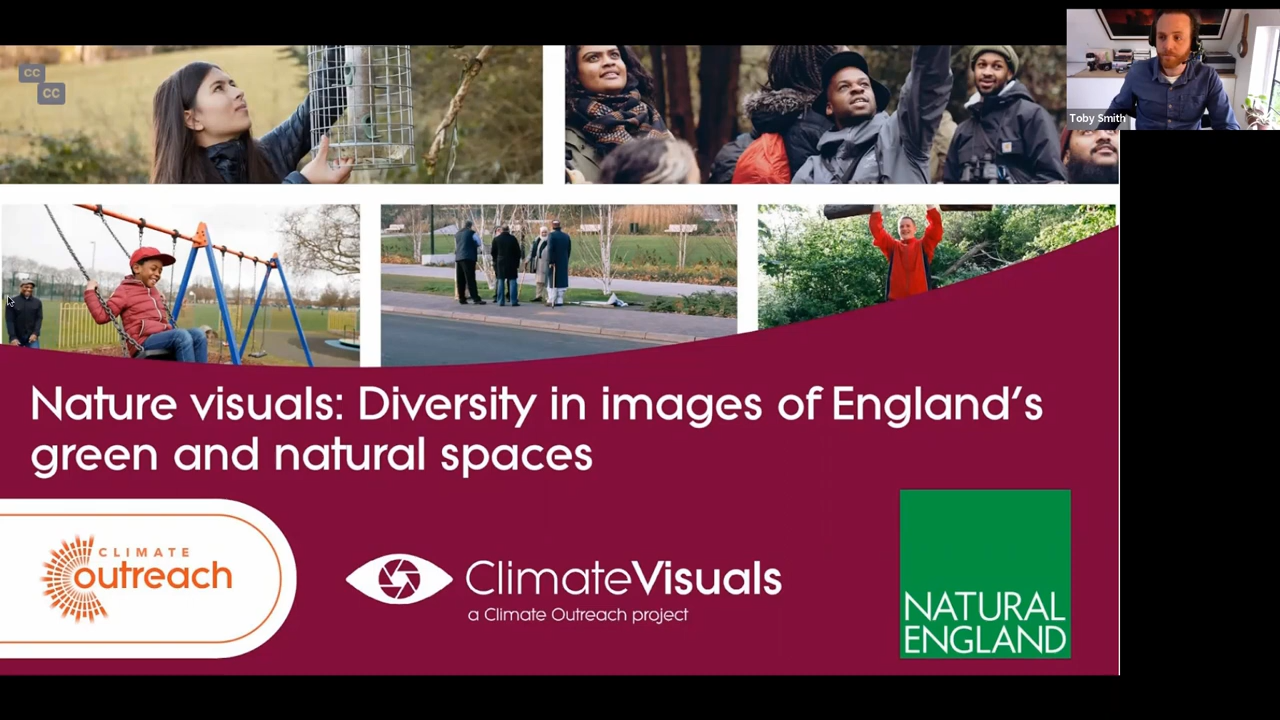 CC
CC
Toby Smith
Nature visuals: Diversity in images of England's
green and natural spaces
CLIMATE
outreach
ClimateVisuals
a Climate Outreach project
NATURAL
ENGLAND